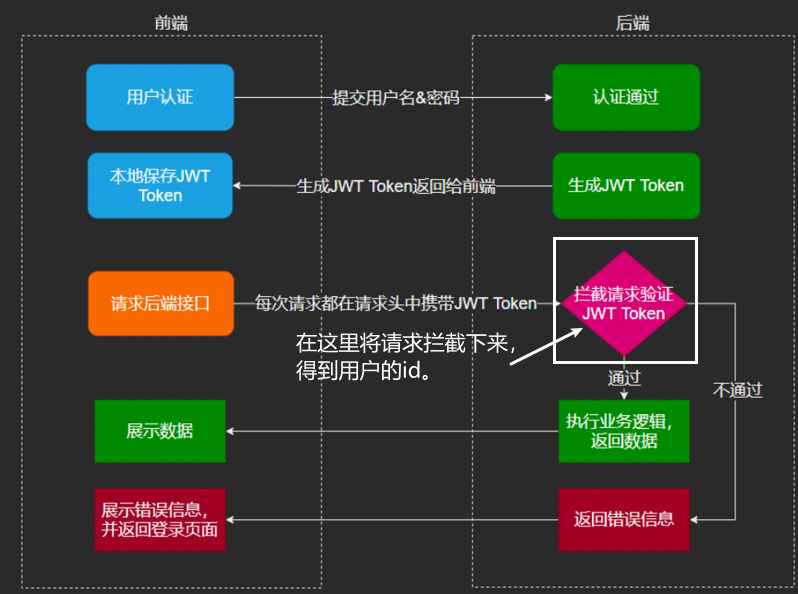 前端
后端
用户认证
提交用户名&密码
认证通过
本地保存JWT
Token
生成JWT Token返回给前端
生成JWT Token
请求后端接口
每次请求都在请求头中携带JWT Token
拦截请求验证
JWT Token
在这里将请求拦截下来，
得到用户的id。
通过
不通过
展示数据
执行业务逻辑，
返回数据
展示错误信息，
并返回登录页面
返回错误信息